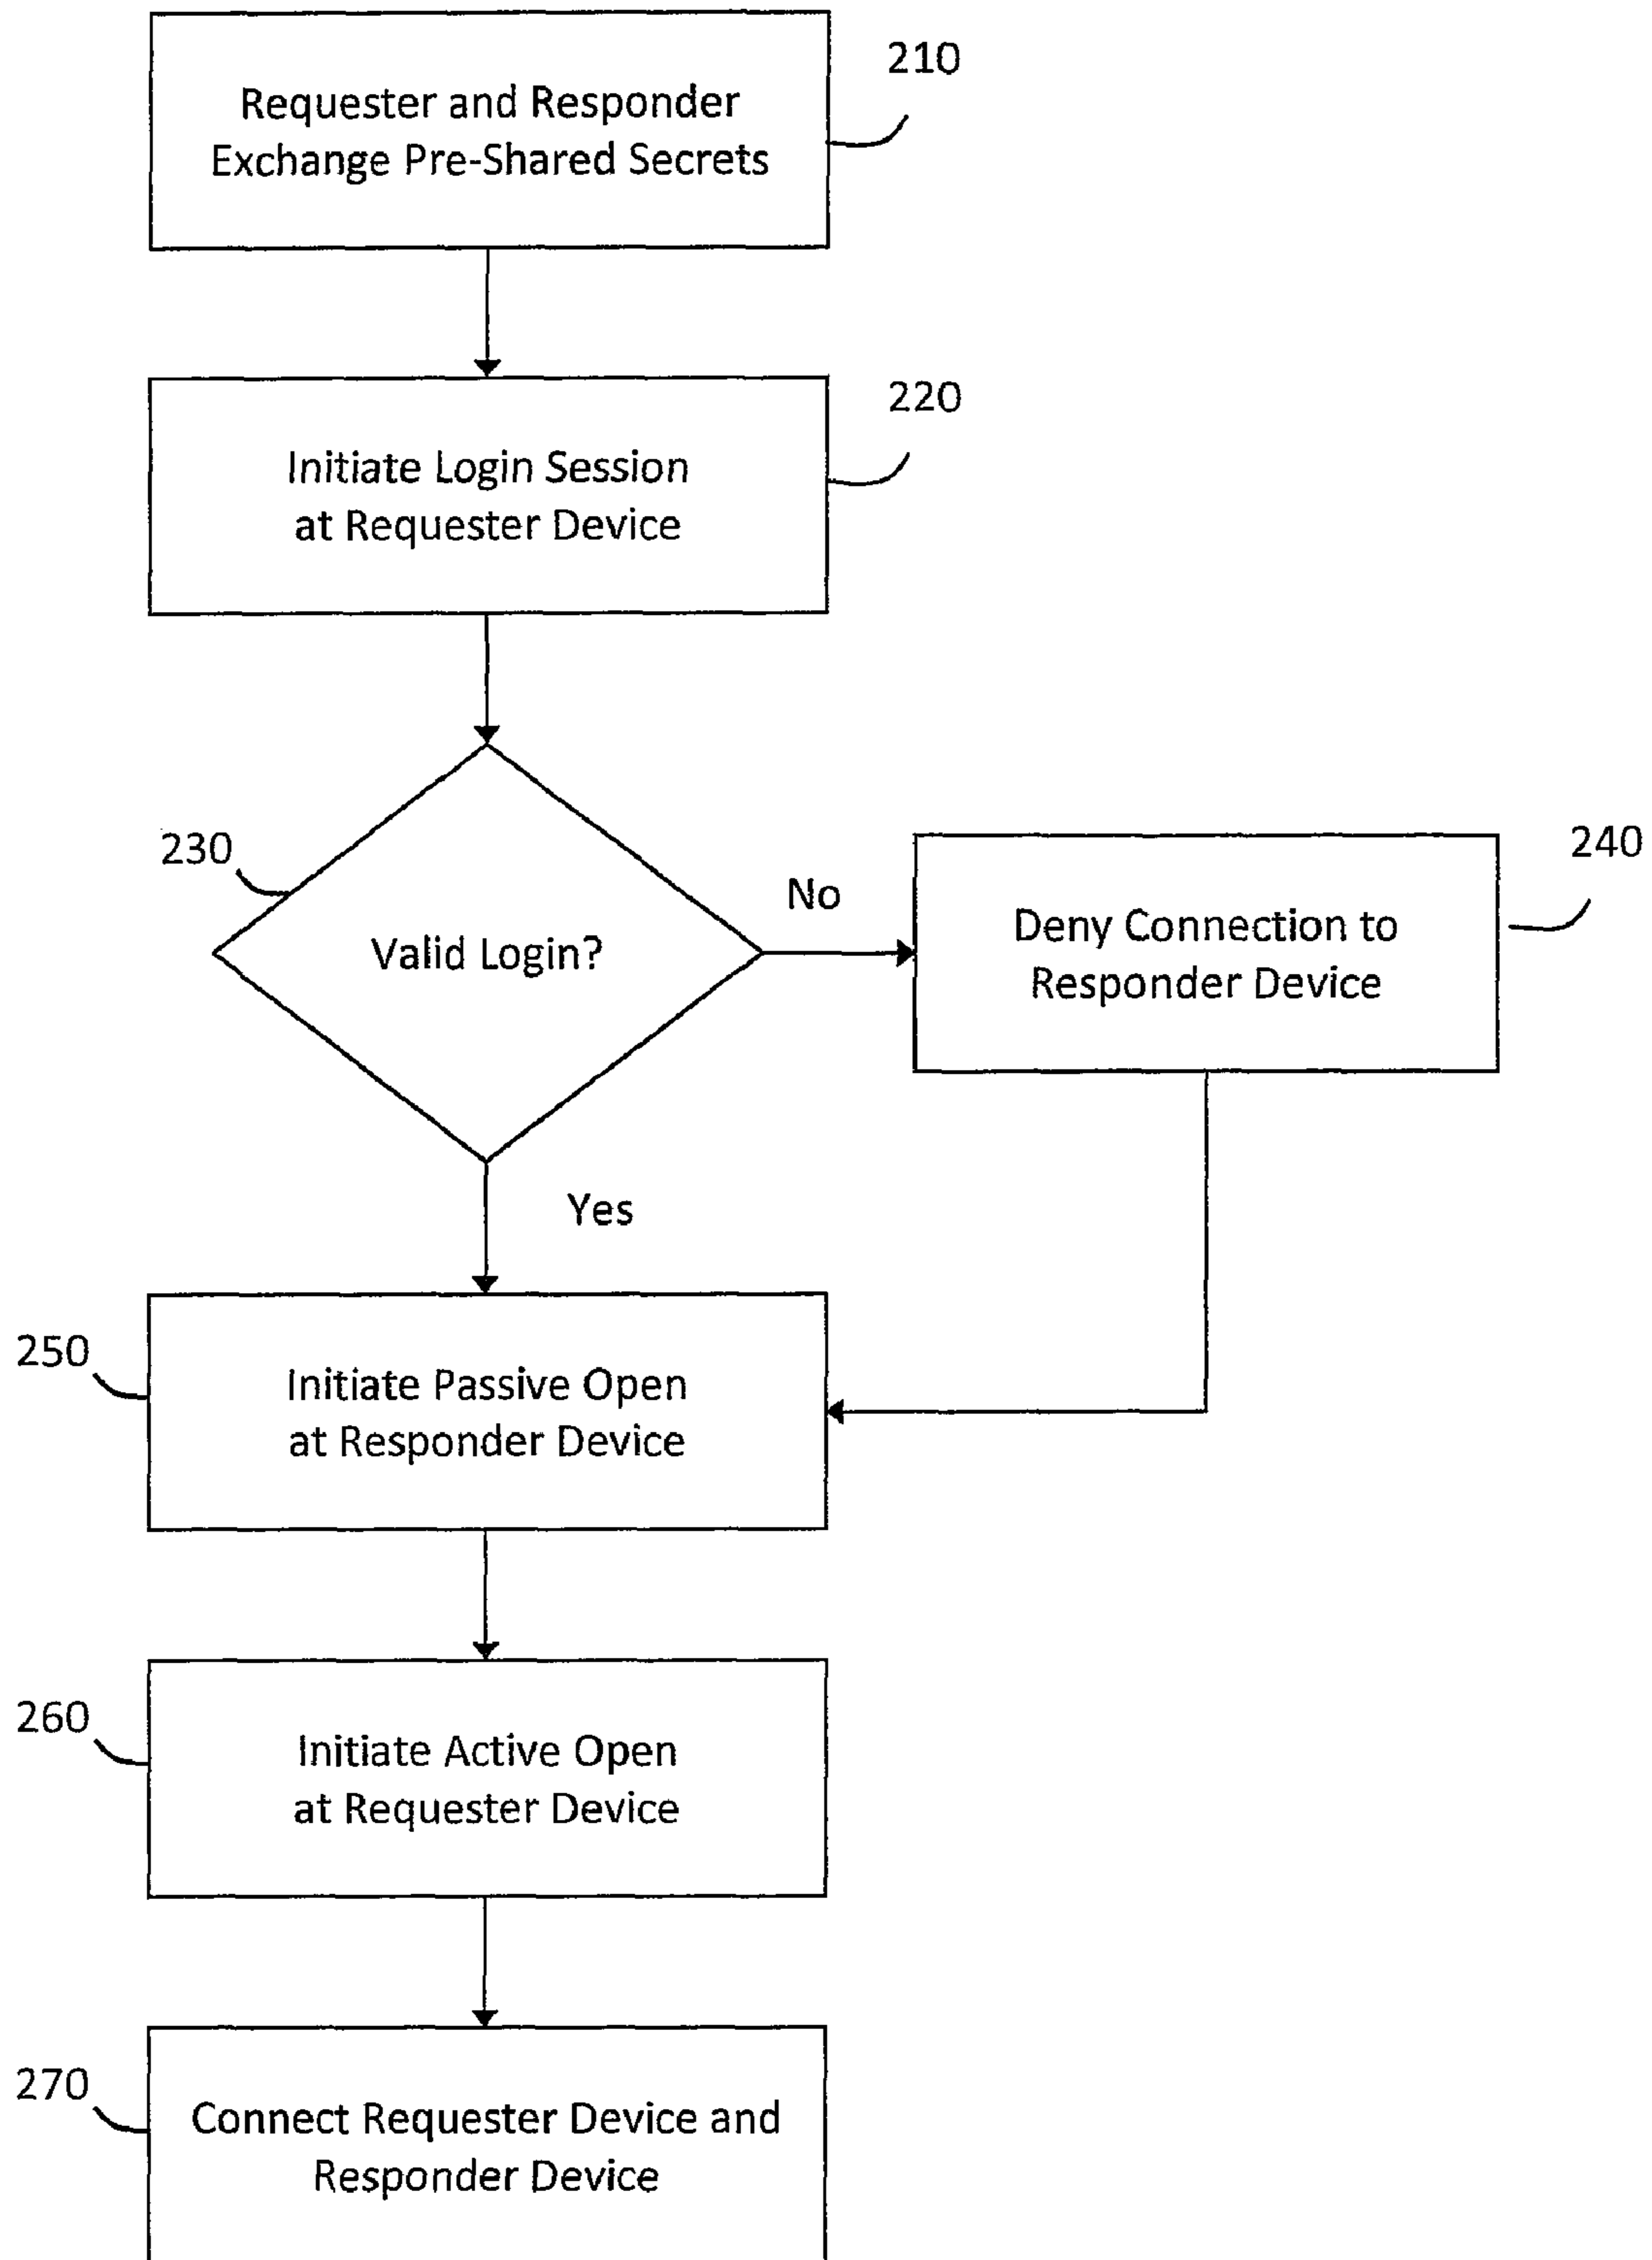 Requester and Responder
Exchange Pre-Shared Secrets
210
Initiate Login Session
at Requester Device
220
230
Valid Login?
No
Deny Connection to
Responder Device
240
Yes
250
Initiate Passive Open
at Responder Device
260
Initiate Active Open
at Requester Device
270
Connect Requester Device and
Responder Device